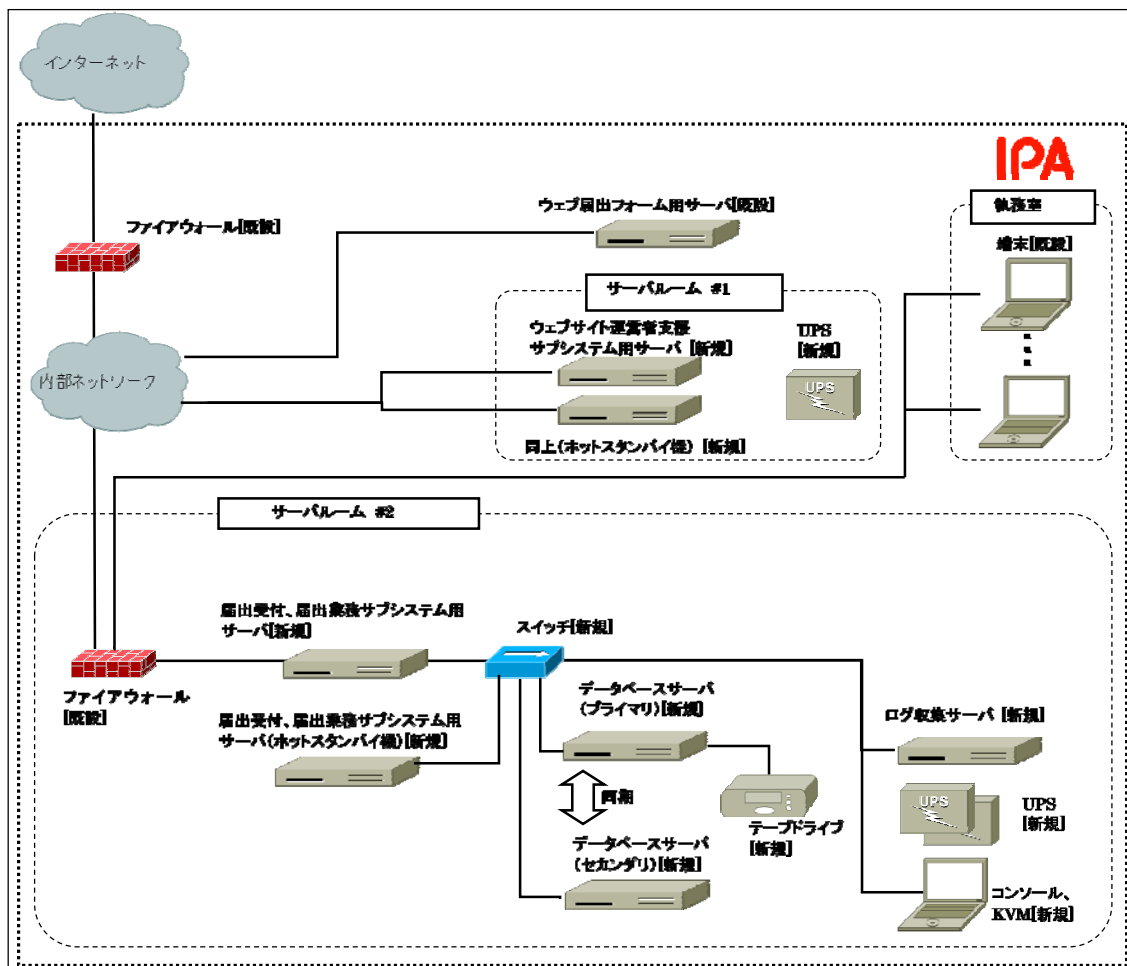 インターネット
IPA
執務室
ファイアウォール[既設]
ウェブ届出フォーム用サーバ[既設]
端末[既設]
サーバルーム #1
ウェブサイト運営者支援
サブシステム用サーバ [新規]
UPS
[新規]
UPS
内部ネットワーク
同上(ホットスタンバイ機) [新規]
サーバルーム #2
届出受付、届出業務サブシステム用
サーバ[新規]
スイッチ[新規]
ファイアウォール
[既設]
データベースサーバ
(プライマリ)[新規]
届出受付、届出業務サブシステム用
サーバ(ホットスタンバイ機)[新規]
ログ収集サーバ [新規]
同期
UPS
UPS
[新規]
テープドライブ
[新規]
データベースサーバ
(セカンダリ)[新規]
コンソール、
KVM[新規]